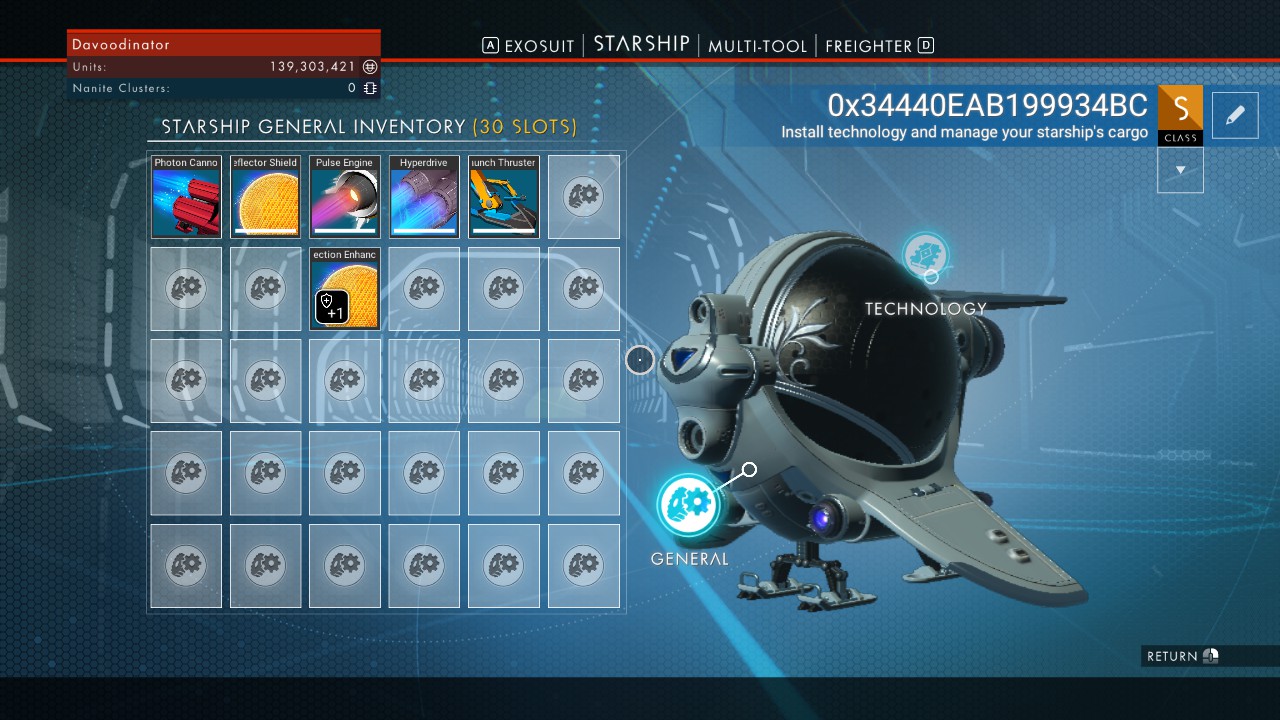 Davoodinator
Units: 139,303,421
Nanite Clusters: 0
A EXOSUIT STARSHIP MULTI-TOOL FREIGHTER D
0x34440EAB199934BC
Install technology and manage your starship's cargo
S
CLASS
STARSHIP GENERAL INVENTORY (30 SLOTS)
Photon Canno eflector Shield Pulse Engine Hyperdrive unch Thruster
ection Enhanc
+1
TECHNOLOGY
GENERAL
RETURN